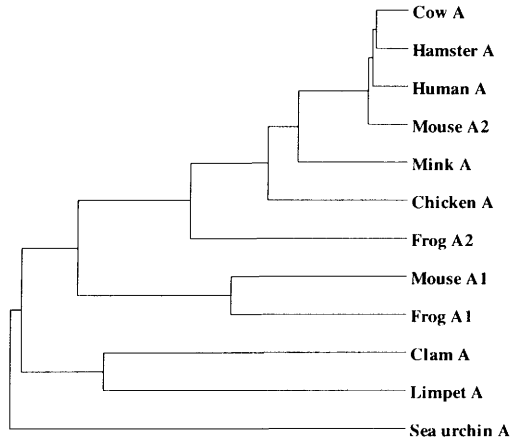 Cow A
Hamster A
Human A
Mouse A2
Mink A
Chicken A
Frog A2
Mouse A1
Frog A1
Clam A
Limpet A
Sea urchin A